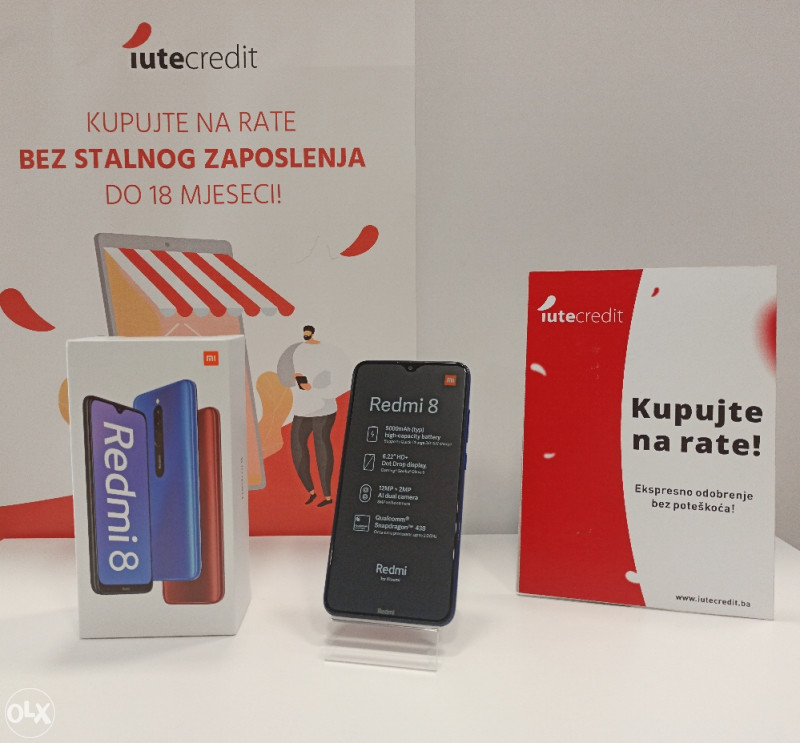 iutecredit
KUPUJTE NA RATE
BEZ STALNOG ZAPOSLENJA
DO 18 MJESECI!
mi
Redmi 8
mi
Redmi 8
5000mAh (typ)
high-capacity battery
6.22" HD+
Dot Drop display
12MP + 2MP
AI dual camera
Qualcomm®
Snapdragon™ 439
Redmi
by Xiaomi
Redmi
iutecredit
Kupujte
na rate!
Ekspresno odobrenje
bez poteškoća!
www.iutecredit.ba
OLX